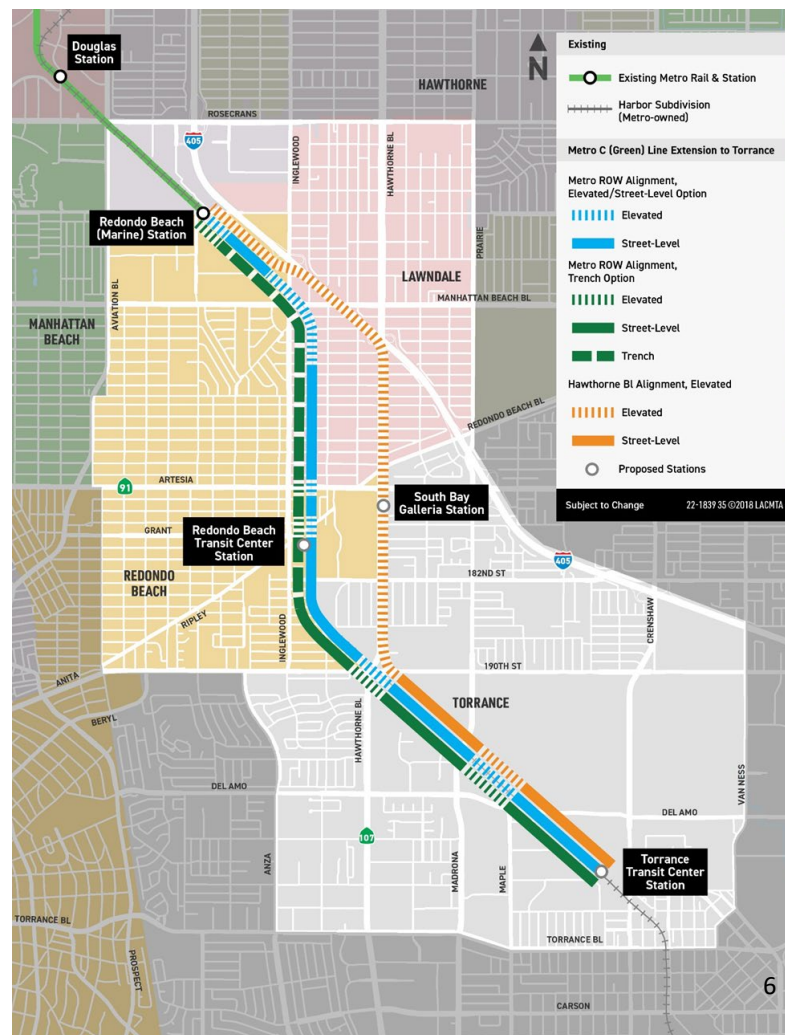 Douglas
Station
N
HAWTHORNE
ROSECRANS
405
INGLEWOOD
HAWTHORNE BL
Redondo Beach
(Marine) Station
PRAIRIE
LAWNDALE
AVIATION BL
MANHATTAN BEACH BL
MANHATTAN
BEACH
REDONDO BEACH BL
ARTESIA
91
South Bay
Galleria Station
GRANT
Redondo Beach
Transit Center
Station
405
182ND ST
REDONDO
BEACH
RIPLEY
INGLEWOOD
CRENSHAW
190TH ST
ANITA
TORRANCE
BERYL
HAWTHORNE BL
DEL AMO
VAN NESS
DEL AMO
107
ANZA
MADRONA
MAPLE
Torrance
Transit Center
Station
TORRANCE BL
TORRANCE BL
PROSPECT
CARSON
6
Existing
Existing Metro Rail & Station
Harbor Subdivision
(Metro-owned)
Metro C (Green) Line Extension to Torrance
Metro ROW Alignment,
Elevated/Street-Level Option
Elevated
Street-Level
Metro ROW Alignment,
Trench Option
Elevated
Street-Level
Trench
Hawthorne Bl Alignment, Elevated
Elevated
Street-Level
Proposed Stations
Subject to Change 22-1839 35 ©2018 LACMTA